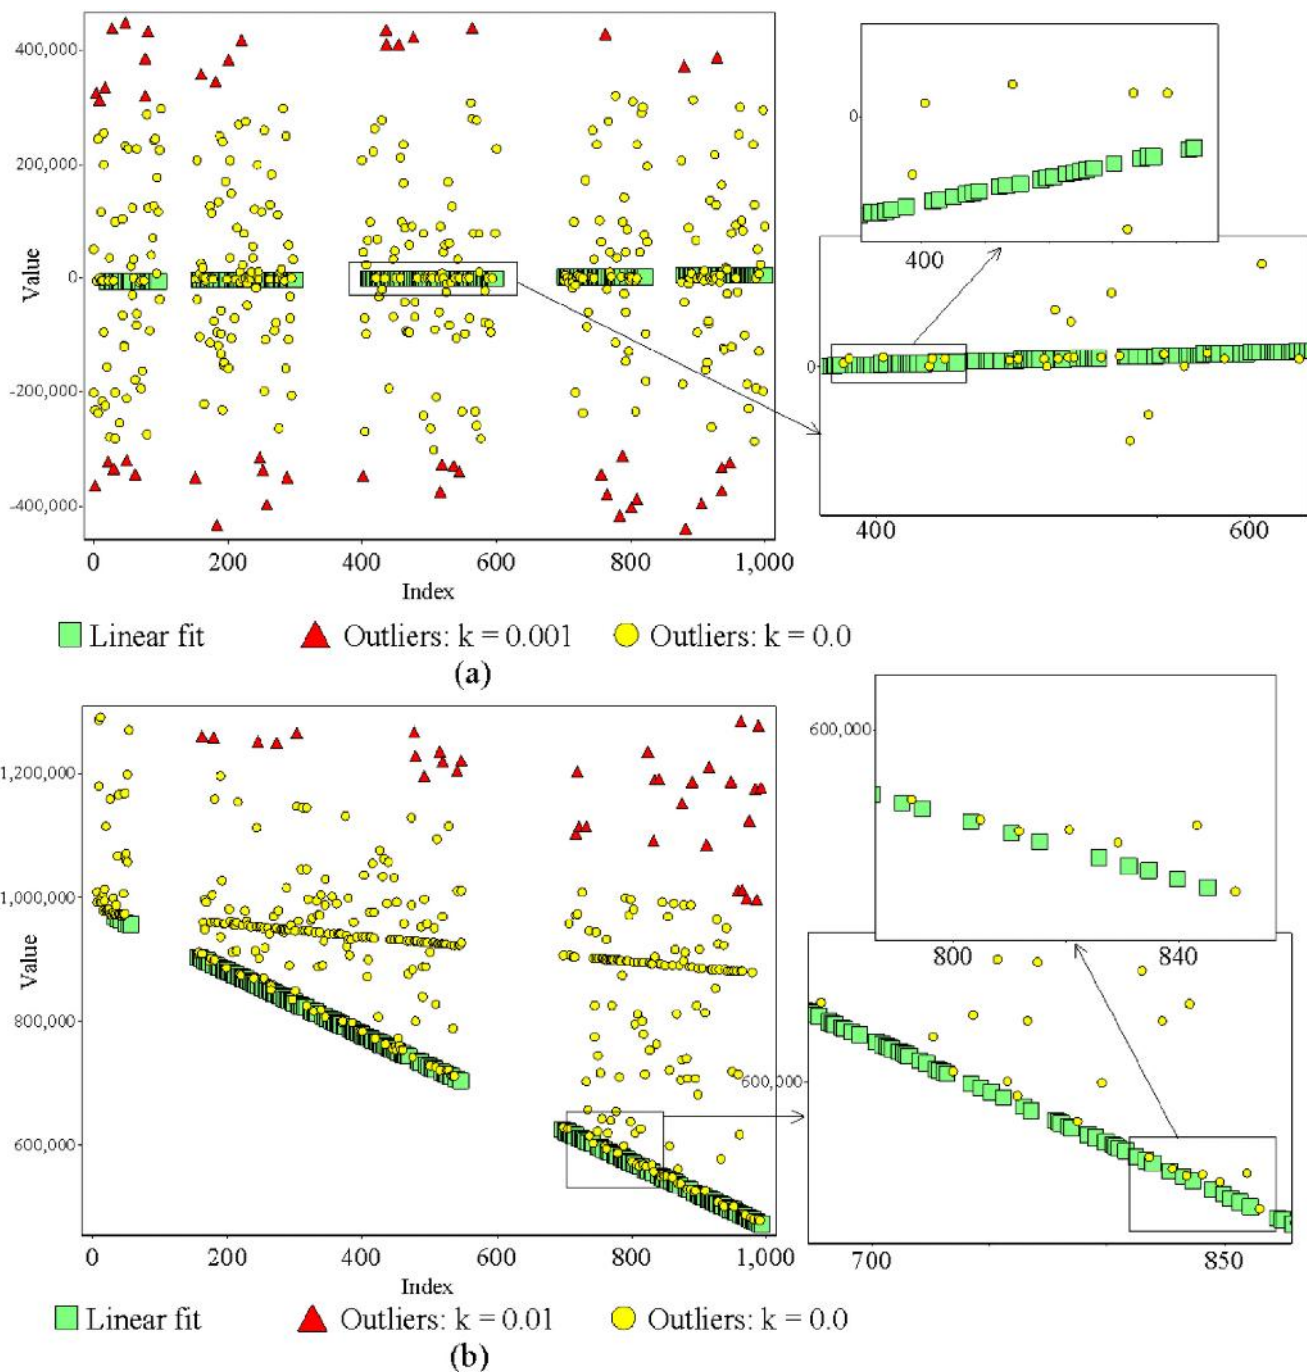 400,000
200,000
0
-200,000
-400,000
Value
0 200 400 600 800 1,000
Index
0
400
0
400 600
Linear fit Outliers: k = 0.001 Outliers: k = 0.0
(a)
1,200,000
1,000,000
800,000
600,000
Value
0 200 400 600 800 1,000
Index
600,000
800 840
600,000
700 850
Linear fit Outliers: k = 0.01 Outliers: k = 0.0
(b)